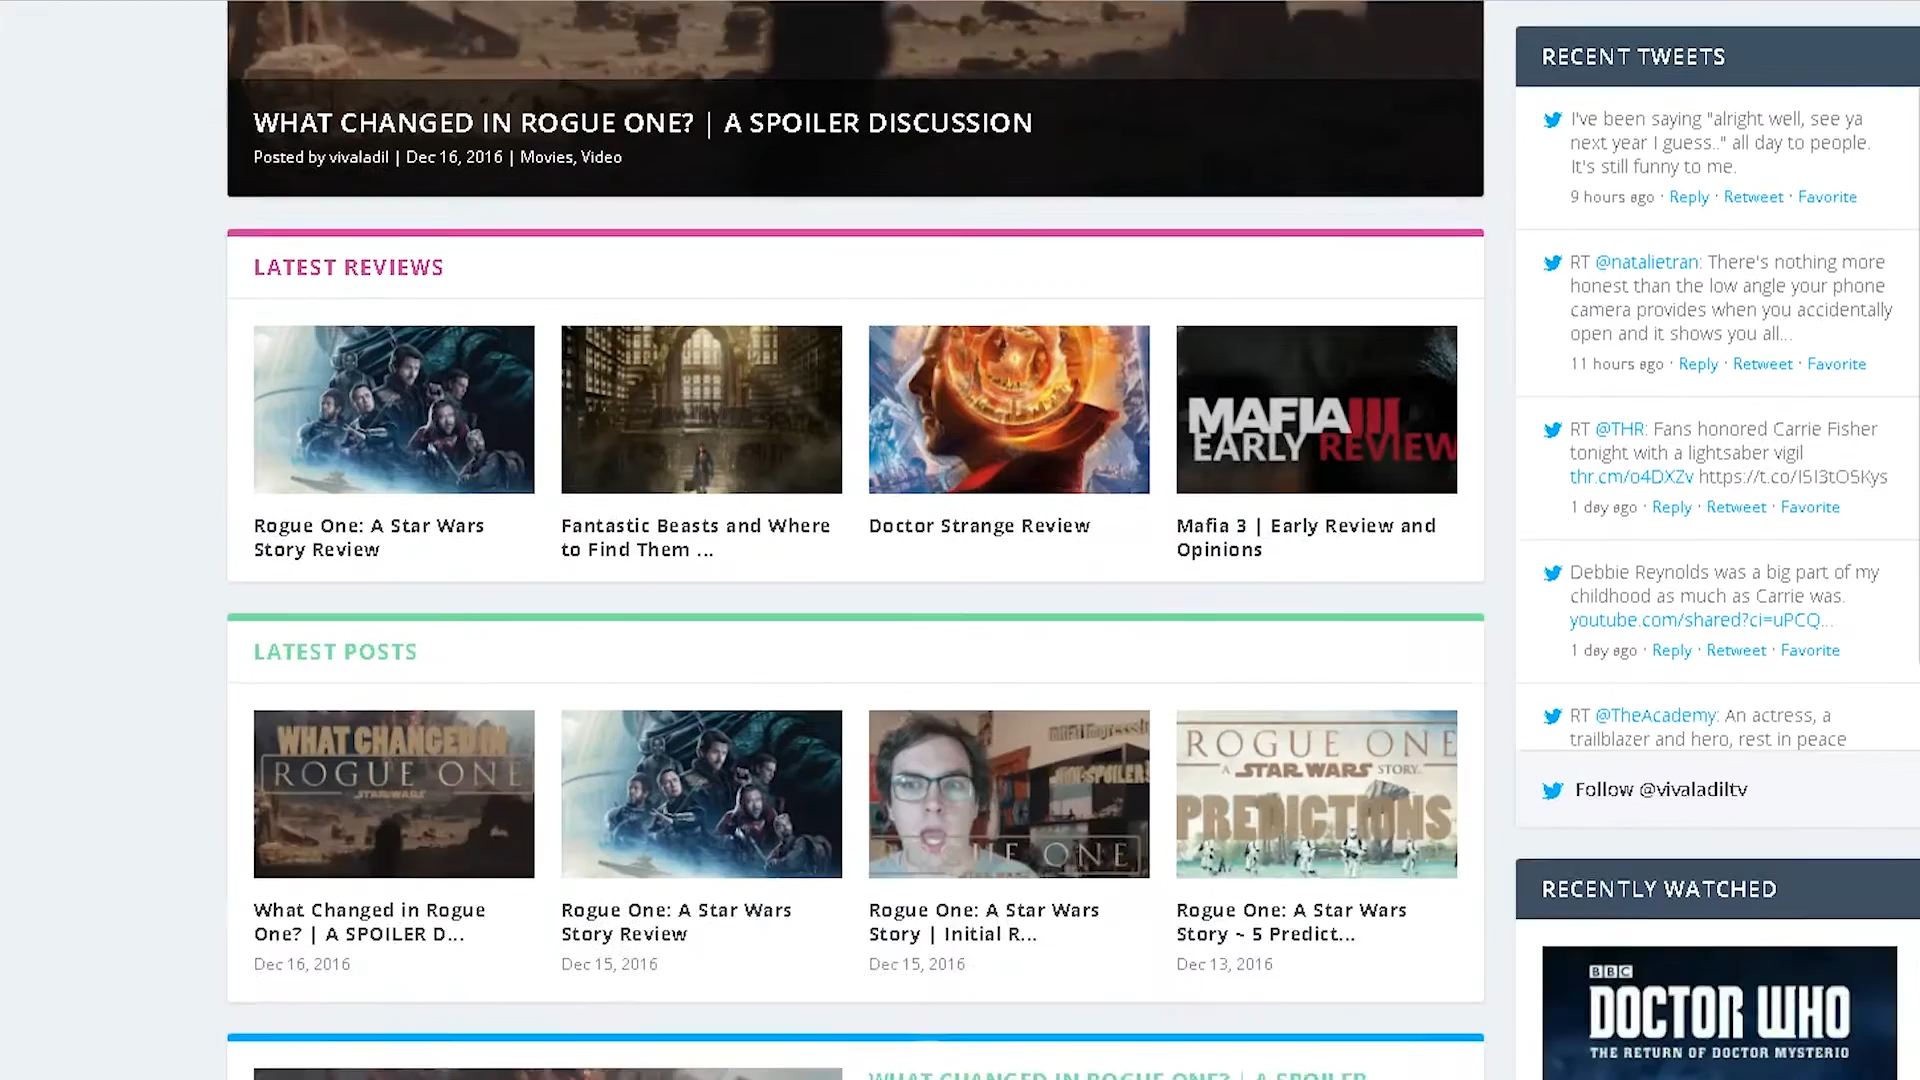 WHAT CHANGED IN ROGUE ONE? | A SPOILER DISCUSSION
Posted by vivaladil | Dec 16, 2016 | Movies, Video
LATEST REVIEWS
MAFIA III
EARLY REVIEW
Rogue One: A Star Wars
Story Review
Fantastic Beasts and Where
to Find Them ...
Doctor Strange Review
Mafia 3 | Early Review and
Opinions
LATEST POSTS
WHAT CHANGED IN
ROGUE ONE
STAR WARS
ROGUE ONE
ROGUE ONE
A STAR WARS STORY
PREDICTIONS
What Changed in Rogue
One? | A SPOILER D...
Dec 16, 2016
Rogue One: A Star Wars
Story Review
Dec 15, 2016
Rogue One: A Star Wars
Story | Initial R...
Dec 15, 2016
Rogue One: A Star Wars
Story ~ 5 Predict...
Dec 13, 2016
WHAT CHANGED IN ROGUE ONE? | A SPOILER
RECENT TWEETS
I've been saying "alright well, see ya
next year I guess.." all day to people.
It's still funny to me.
9 hours ago · Reply · Retweet · Favorite
RT @natalietran: There's nothing more
honest than the low angle your phone
camera provides when you accidentally
open and it shows you all...
11 hours ago · Reply · Retweet · Favorite
RT @THR: Fans honored Carrie Fisher
tonight with a lightsaber vigil
thr.cm/o4DXZv https://t.co/I5I3tO5Kys
1 day ago · Reply · Retweet · Favorite
Debbie Reynolds was a big part of my
childhood as much as Carrie was.
youtube.com/shared?ci=uPCQ...
1 day ago · Reply · Retweet · Favorite
RT @TheAcademy: An actress, a
trailblazer and hero, rest in peace
Follow @vivaladiltv
RECENTLY WATCHED
BBC
DOCTOR WHO
THE RETURN OF DOCTOR MYSTERIO